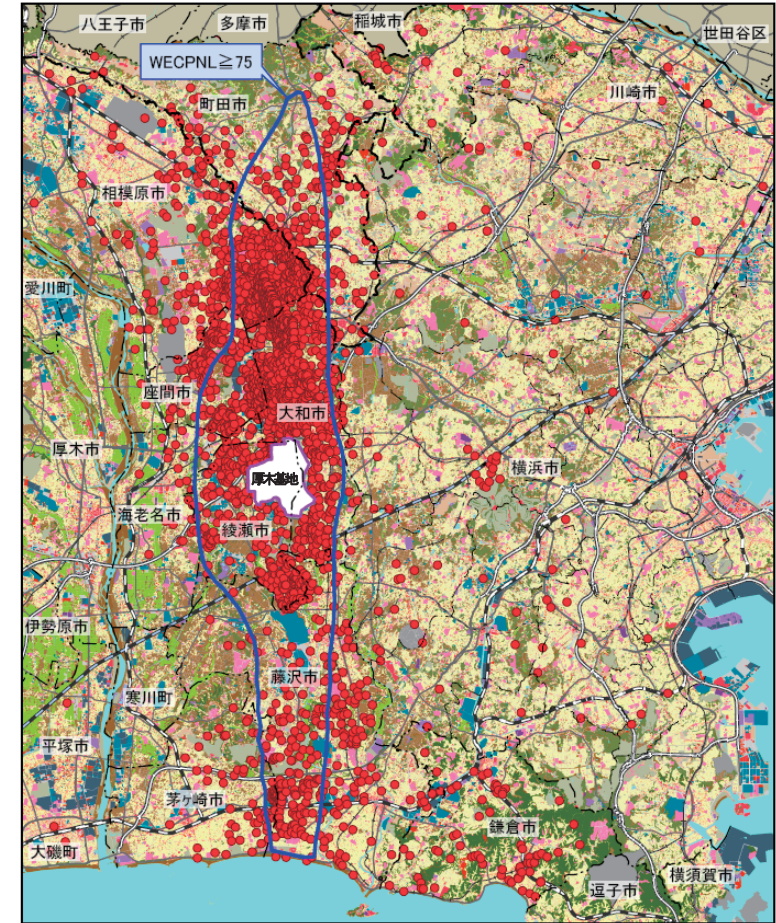 八王子市
多摩市
稲城市
世田谷区
WECPNL≧75
町田市
川崎市
相模原市
愛川町
座間市
大和市
厚木市
厚木基地
横浜市
海老名市
綾瀬市
伊勢原市
藤沢市
寒川町
平塚市
茅ヶ崎市
鎌倉市
大磯町
逗子市
横須賀市